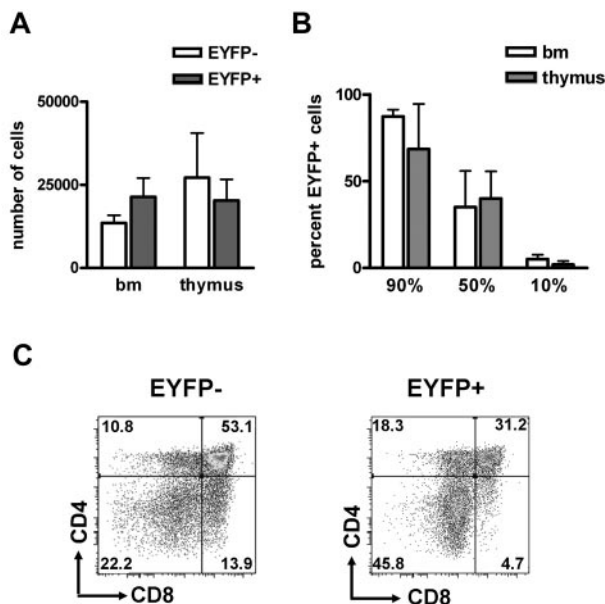 A
EYFP-
EYFP+
number of cells
50000
25000
0
bm
thymus
B
bm
thymus
percent EYFP+ cells
100
50
0
90%
50%
10%
C
EYFP-
10.8
53.1
22.2
13.9
CD4
CD8
EYFP+
18.3
31.2
45.8
4.7
CD4
CD8